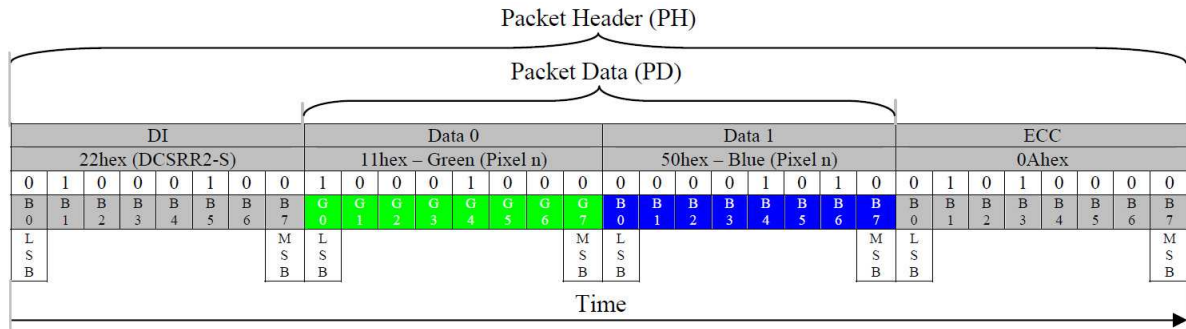 Packet Header (PH)
Packet Data (PD)
DI Data 0 Data 1 ECC
22hex (DCSRR2-S) 11hex – Green (Pixel n) 50hex – Blue (Pixel n) 0Ahex
0 1 0 0 0 1 0 0 1 0 0 0 1 0 0 0 0 0 0 0 1 0 1 0 0 1 0 1 0 0 0 0
B0 B1 B2 B3 B4 B5 B6 B7 G0 G1 G2 G3 G4 G5 G6 G7 B0 B1 B2 B3 B4 B5 B6 B7 B0 B1 B2 B3 B4 B5 B6 B7
LSB MSB LSB MSB LSB MSB LSB MSB
Time